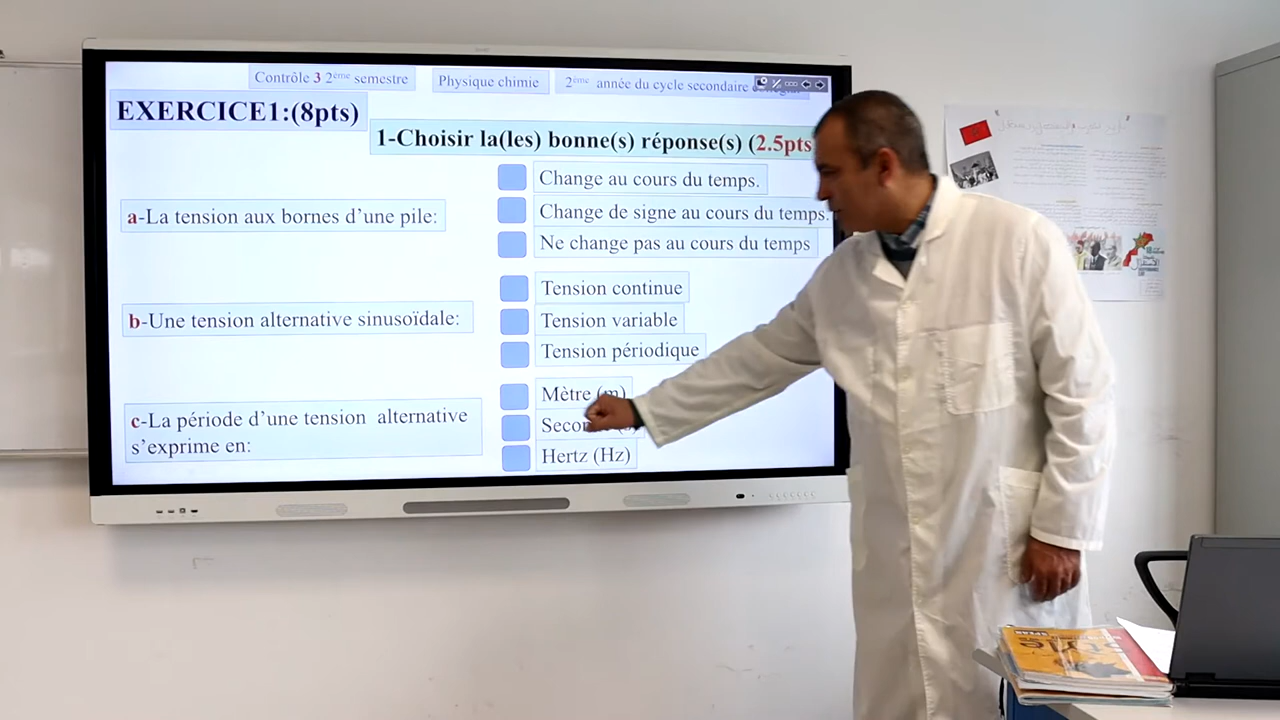 Contrôle 3 2ème semestre
Physique chimie
2ème année du cycle secondaire
EXERCICE1:(8pts)
1-Choisir la(les) bonne(s) réponse(s) (2.5pts
a-La tension aux bornes d'une pile:
Change au cours du temps.
Change de signe au cours du temps.
Ne change pas au cours du temps
b-Une tension alternative sinusoïdale:
Tension continue
Tension variable
Tension périodique
c-La période d'une tension alternative
s'exprime en:
Mètre (m)
Hertz (Hz)